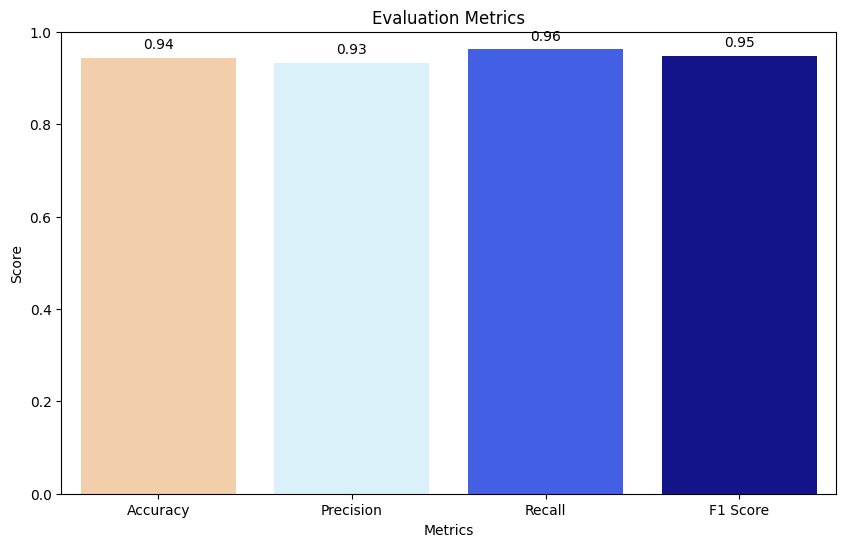 Evaluation Metrics
1.0
0.8
0.6
0.4
0.2
0.0
Score
0.94
0.93
0.96
0.95
Accuracy
Precision
Recall
F1 Score
Metrics